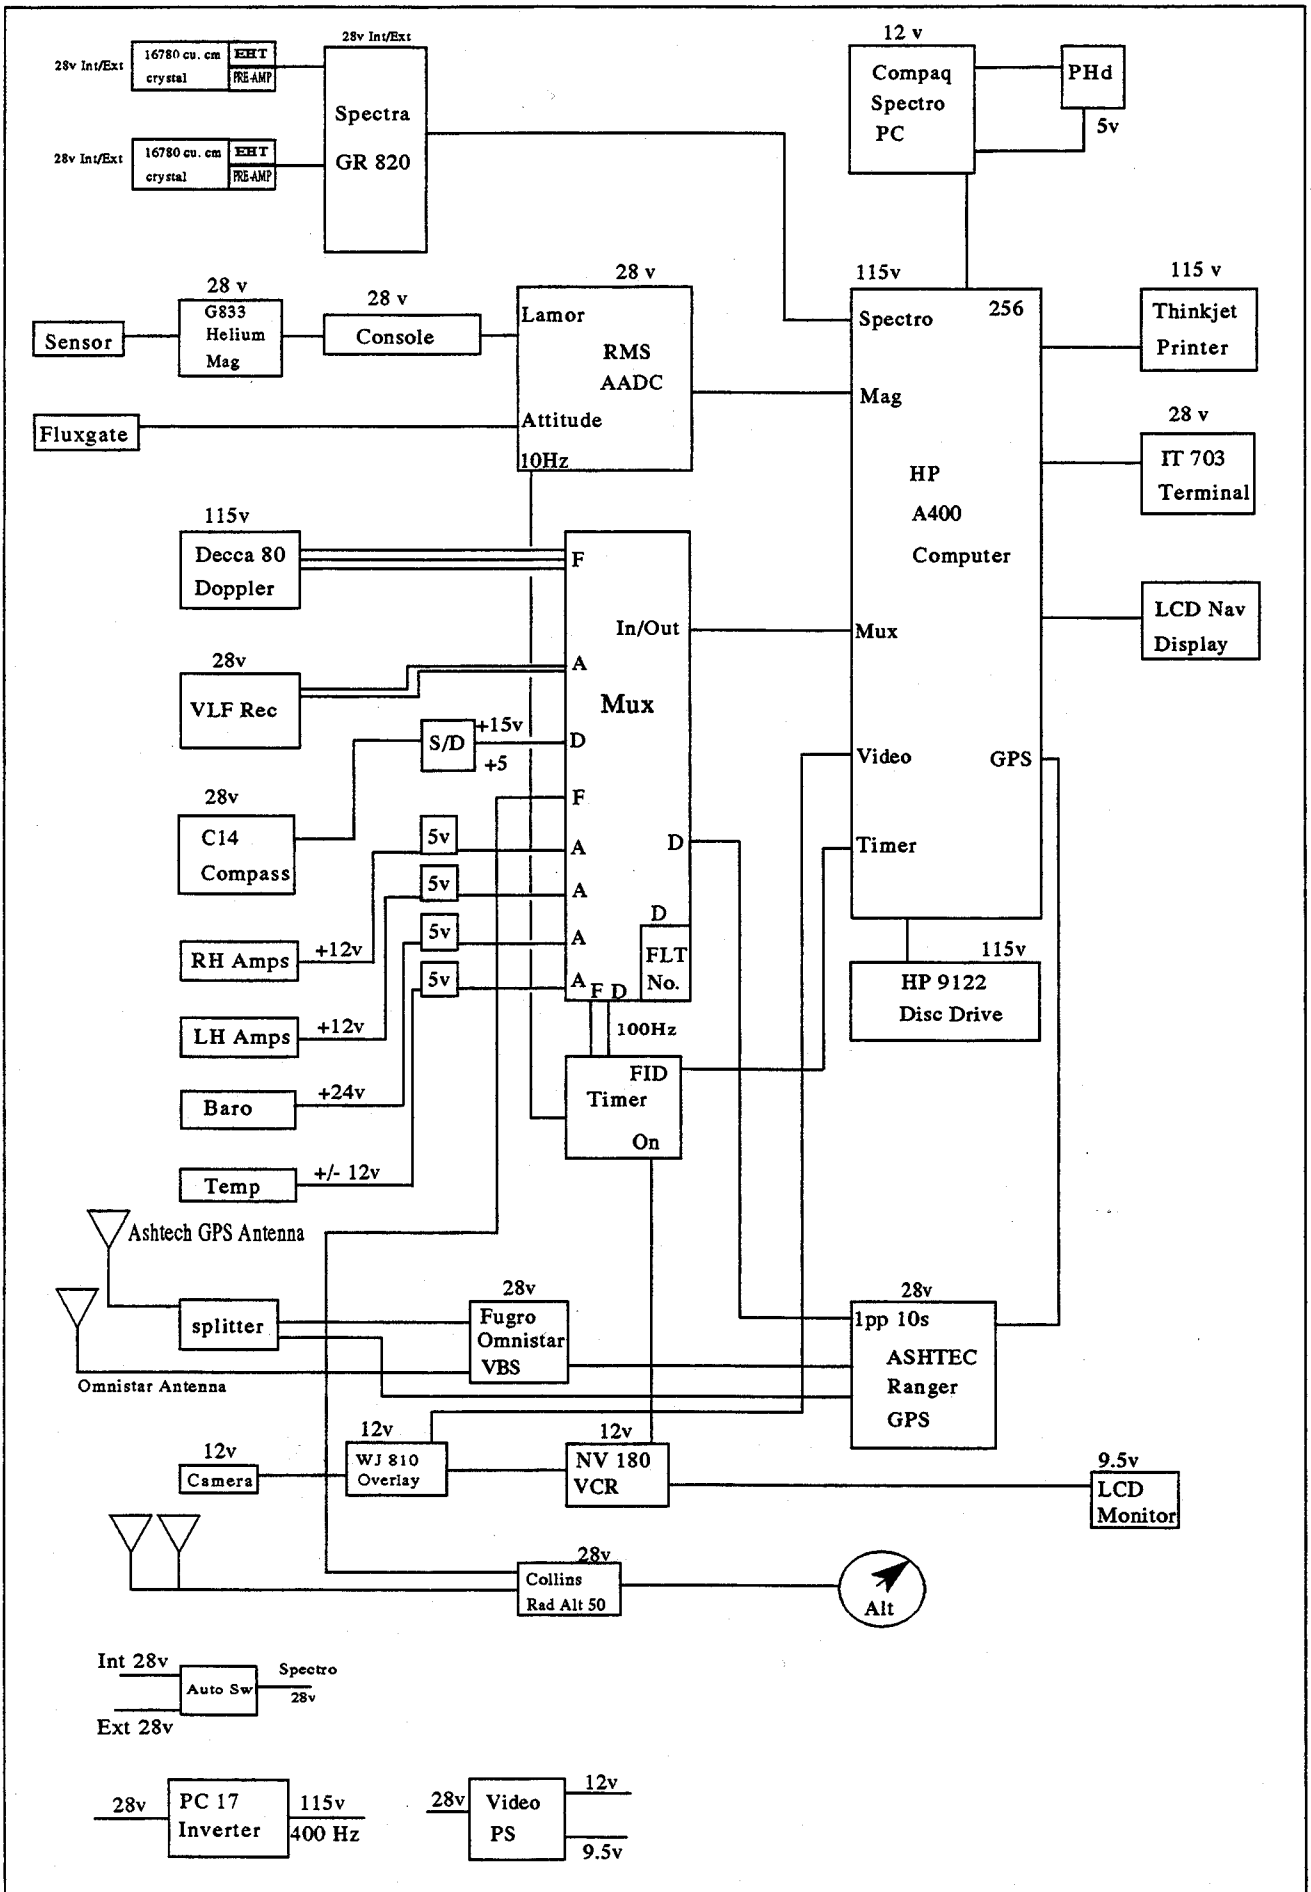 28v Int/Ext
16780 cu. cm
crystal
EHT
PRE-AMP
28v Int/Ext
16780 cu. cm
crystal
EHT
PRE-AMP
28v Int/Ext
Spectra
GR 820
12 v
Compaq
Spectro
PC
PHd
5v
Sensor
28 v
G833
Helium
Mag
28 v
Console
Fluxgate
28 v
Lamor
RMS
AADC
Attitude
10Hz
115v
Spectro
256
Mag
HP
A400
Computer
Mux
Video
GPS
Timer
115 v
Thinkjet
Printer
28 v
IT 703
Terminal
LCD Nav
Display
115v
HP 9122
Disc Drive
115v
Decca 80
Doppler
28v
VLF Rec
28v
C14
Compass
S/D
+15v
+5
5v
5v
5v
5v
RH Amps
+12v
LH Amps
+12v
Baro
+24v
Temp
+/- 12v
F
In/Out
A
Mux
D
F
A
D
A
D
A
FLT
No.
A
F D
100Hz
FID
Timer
On
Ashtech GPS Antenna
splitter
Omnistar Antenna
28v
Fugro
Omnistar
VBS
28v
1pp 10s
ASHTEC
Ranger
GPS
12v
Camera
12v
WJ 810
Overlay
12v
NV 180
VCR
9.5v
LCD
Monitor
28v
Collins
Rad Alt 50
Alt
Int 28v
Ext 28v
Auto Sw
Spectro
28v
28v
PC 17
Inverter
115v
400 Hz
28v
Video
PS
12v
9.5v